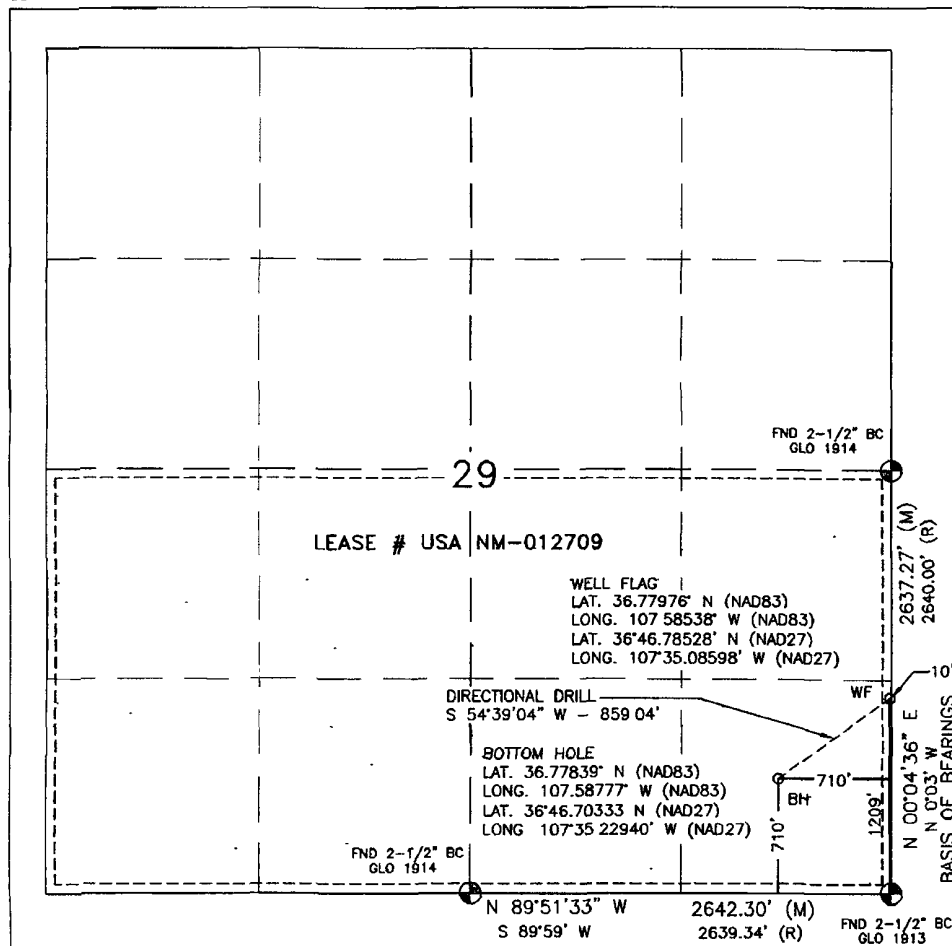 FND 2-1/2" BC
GLO 1914
29
2637.27' (M)
2640.00' (R)
LEASE # USA NM-012709
WELL FLAG
LAT. 36.77976° N (NAD83)
LONG. 107 58538° W (NAD83)
LAT. 36°46.78528' N (NAD27)
LONG. 107°35.08598' W (NAD27)
10'
WF
DIRECTIONAL DRILL
S 54°39'04" W - 859 04'
BOTTOM HOLE
LAT. 36.77839° N (NAD83)
LONG. 107.58777° W (NAD83)
LAT. 36°46.70333 N (NAD27)
LONG 107°35 22940' W (NAD27)
710'
BH
710'
1209'
N 00°04'36" E
N 0°03' W
BASIS OF BEARINGS
FND 2-1/2" BC
GLO 1914
N 89°51'33" W 2642.30' (M)
S 89°59' W 2639.34' (R)
FND 2-1/2" BC
GLO 1913